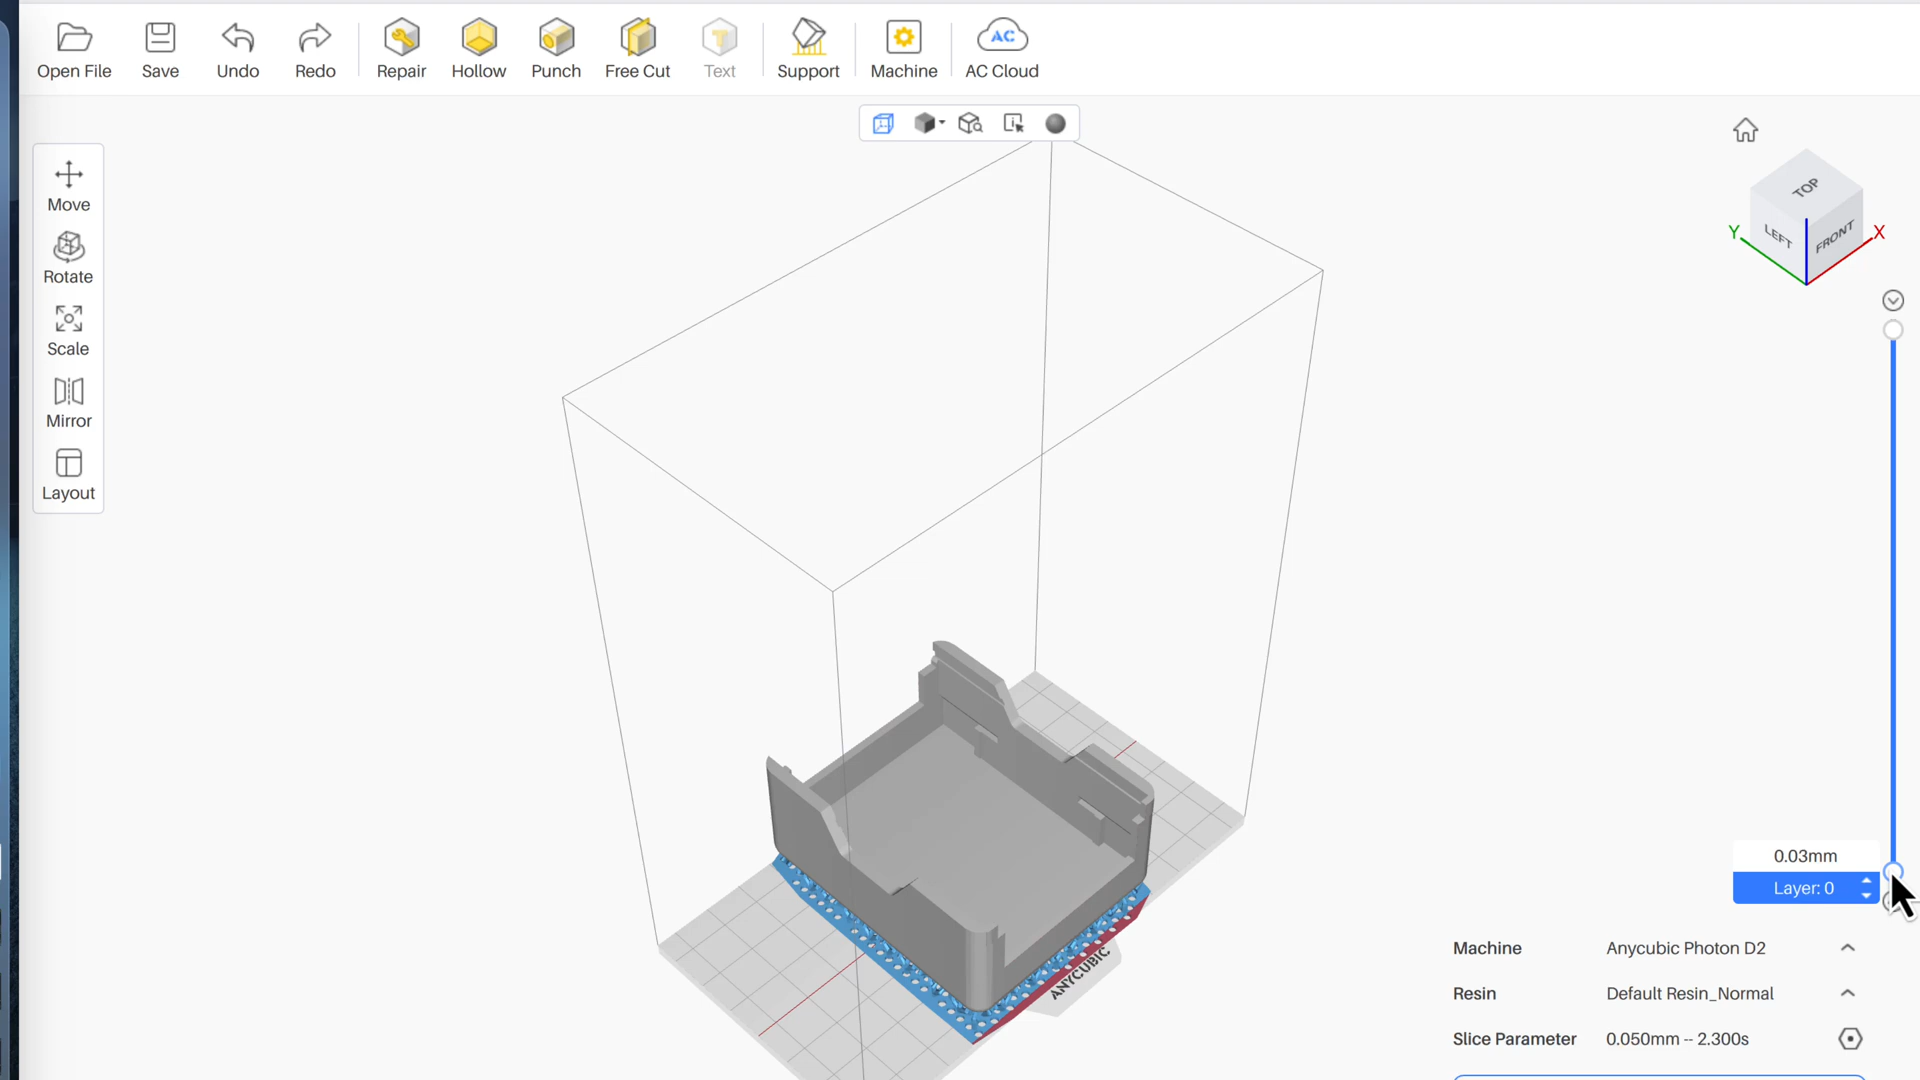 Open File Save Undo Redo Repair Hollow Punch Free Cut Text Support Machine AC Cloud
AC
Move
Rotate
Scale
Mirror
Layout
TOP
LEFT FRONT
Y X
0.03mm
Layer: 0
ANYCUBIC
Machine Anycubic Photon D2
Resin Default Resin_Normal
Slice Parameter 0.050mm -- 2.300s